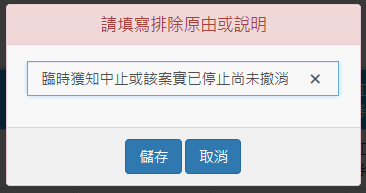 請填寫排除原由或說明
臨時獲知中止或該案實已停止尚未撤消 ✕
儲存 取消